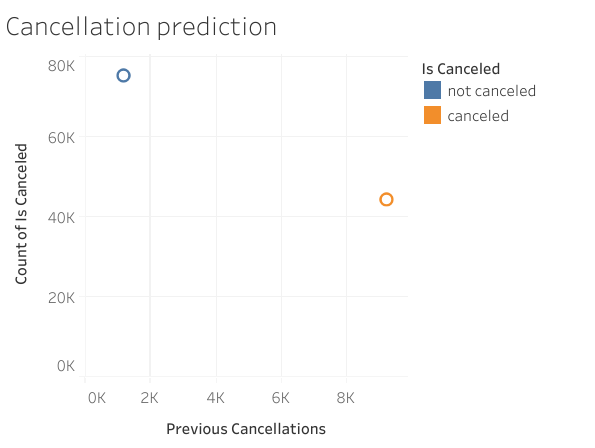 Cancellation prediction
80K
60K
40K
20K
0K
Count of Is Canceled
0K 2K 4K 6K 8K
Previous Cancellations
Is Canceled
not canceled
canceled